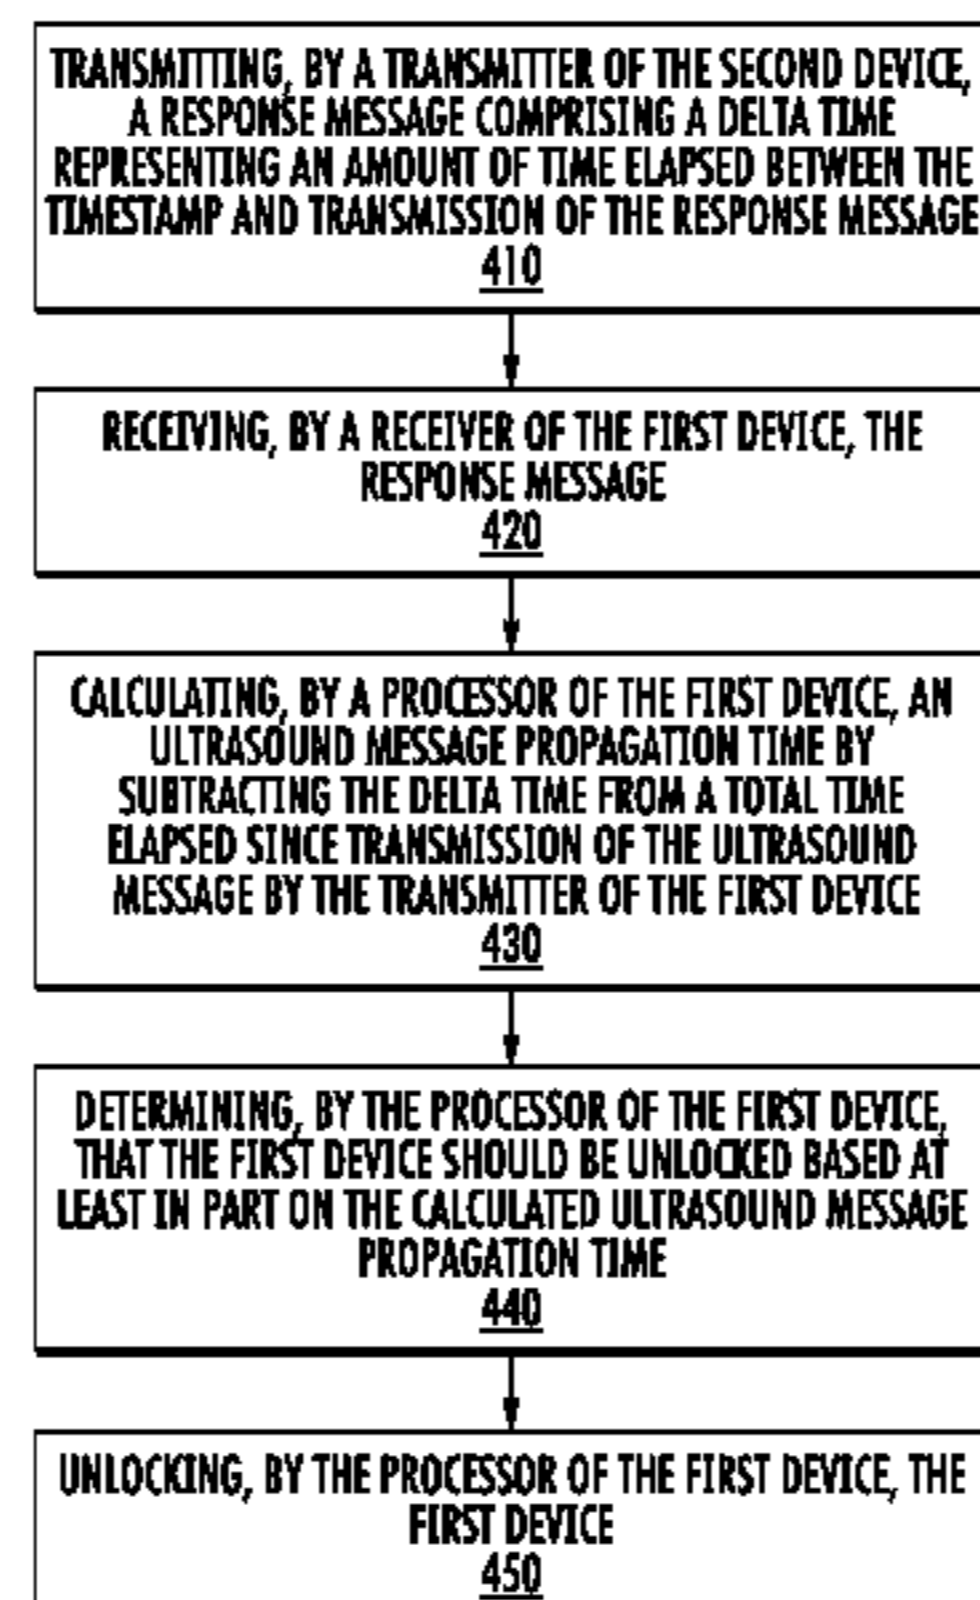 TRANSMITTING, BY A TRANSMITTER OF THE SECOND DEVICE,
A RESPONSE MESSAGE COMPRISING A DELTA TIME
REPRESENTING AN AMOUNT OF TIME ELAPSED BETWEEN THE
TIMESTAMP AND TRANSMISSION OF THE RESPONSE MESSAGE
410
RECEIVING, BY A RECEIVER OF THE FIRST DEVICE, THE
RESPONSE MESSAGE
420
CALCULATING, BY A PROCESSOR OF THE FIRST DEVICE, AN
ULTRASOUND MESSAGE PROPAGATION TIME BY
SUBTRACTING THE DELTA TIME FROM A TOTAL TIME
ELAPSED SINCE TRANSMISSION OF THE ULTRASOUND
MESSAGE BY THE TRANSMITTER OF THE FIRST DEVICE
430
DETERMINING, BY THE PROCESSOR OF THE FIRST DEVICE,
THAT THE FIRST DEVICE SHOULD BE UNLOCKED BASED AT
LEAST IN PART ON THE CALCULATED ULTRASOUND MESSAGE
PROPAGATION TIME
440
UNLOCKING, BY THE PROCESSOR OF THE FIRST DEVICE, THE
FIRST DEVICE
450